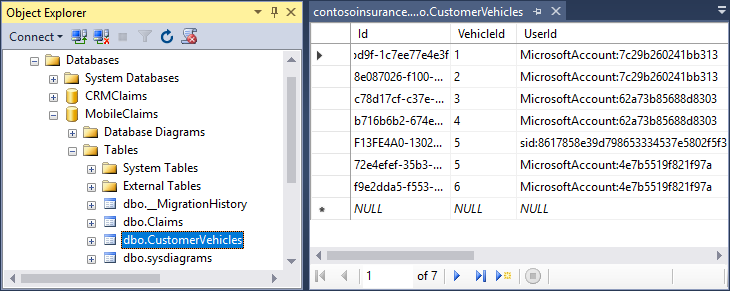 Object Explorer
Connect
Databases
System Databases
CRMClaims
MobileClaims
Database Diagrams
Tables
System Tables
External Tables
dbo.__MigrationHistory
dbo.Claims
dbo.CustomerVehicles
dbo.sysdiagrams
contosoinsurance....o.CustomerVehicles
Id VehicleId UserId
bd9f-1c7ee77e4e3f 1 MicrosoftAccount:7c29b260241bb313
8e087026-f100-... 2 MicrosoftAccount:7c29b260241bb313
c78d17cf-c37e-... 3 MicrosoftAccount:62a73b85688d8303
b716b6b2-674e... 4 MicrosoftAccount:62a73b85688d8303
F13FE4A0-1302... 5 sid:8617858e39d798653334537e5802f5f3
72e4efef-35b3-... 5 MicrosoftAccount:4e7b5519f821f97a
f9e2dda5-f553-... 6 MicrosoftAccount:4e7b5519f821f97a
NULL NULL NULL
1 of 7